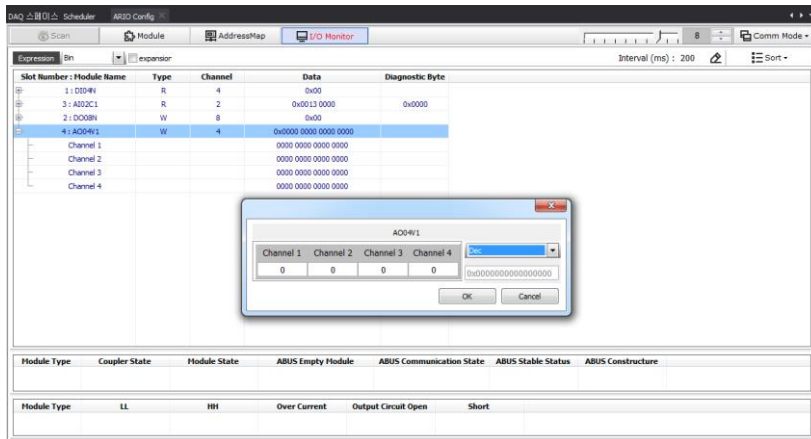 DAQ 스페이스 Scheduler ARIO Config
Scan Module AddressMap I/O Monitor 8 Comm Mode
Expression Bin expansior Interval (ms) : 200 Sort
Slot Number : Module Name Type Channel Data Diagnostic Byte
1 : DI04N R 4 0x00
3 : AI02C1 R 2 0x0013 0000 0x0000
2 : DO08N W 8 0x00
4 : AO04V1 W 4 0x0000 0000 0000 0000
Channel 1 0000 0000 0000 0000
Channel 2 0000 0000 0000 0000
Channel 3 0000 0000 0000 0000
Channel 4 0000 0000 0000 0000
AO04V1
Channel 1 Channel 2 Channel 3 Channel 4 Dec
0 0 0 0 0x0000000000000000
OK Cancel
Module Type Coupler State Module State ABUS Empty Module ABUS Communication State ABUS Stable Status ABUS Constructure
Module Type LL HH Over Current Output Circuit Open Short